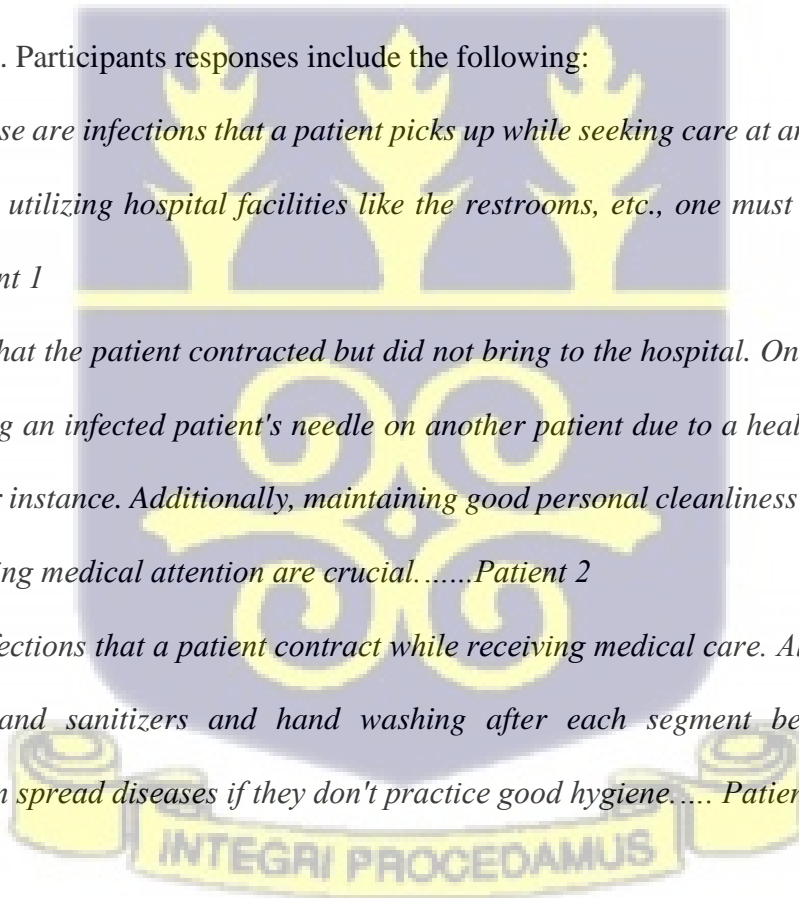 . Participants responses include the following:
se are infections that a patient picks up while seeking care at an
utilizing hospital facilities like the restrooms, etc., one must
nt 1
hat the patient contracted but did not bring to the hospital. On
g an infected patient's needle on another patient due to a heal
r instance. Additionally, maintaining good personal cleanliness
ing medical attention are crucial.…...Patient 2
fections that a patient contract while receiving medical care. Al
and sanitizers and hand washing after each segment be
n spread diseases if they don't practice good hygiene.…. Patien
INTEGRI PROCEDAMUS